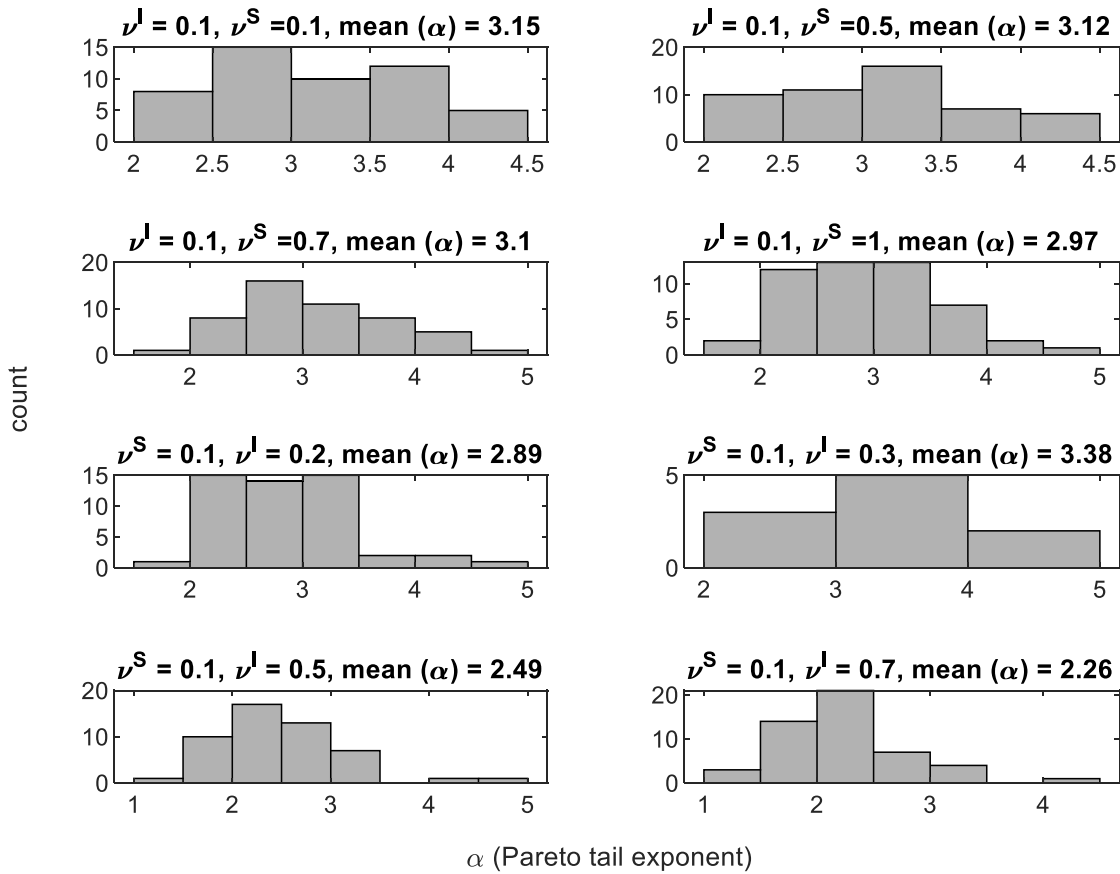 ν^I = 0.1, ν^S =0.1, mean (α) = 3.15
15
10
5
0
2 2.5 3 3.5 4 4.5
ν^I = 0.1, ν^S =0.5, mean (α) = 3.12
20
10
0
2 2.5 3 3.5 4 4.5
ν^I = 0.1, ν^S =0.7, mean (α) = 3.1
20
10
0
2 3 4 5
ν^I = 0.1, ν^S =1, mean (α) = 2.97
10
5
0
2 3 4 5
count
ν^S = 0.1, ν^I = 0.2, mean (α) = 2.89
15
10
5
0
2 3 4 5
ν^S = 0.1, ν^I = 0.3, mean (α) = 3.38
5
0
2 3 4 5
ν^S = 0.1, ν^I = 0.5, mean (α) = 2.49
20
10
0
1 2 3 4 5
ν^S = 0.1, ν^I = 0.7, mean (α) = 2.26
20
10
0
1 2 3 4
α (Pareto tail exponent)